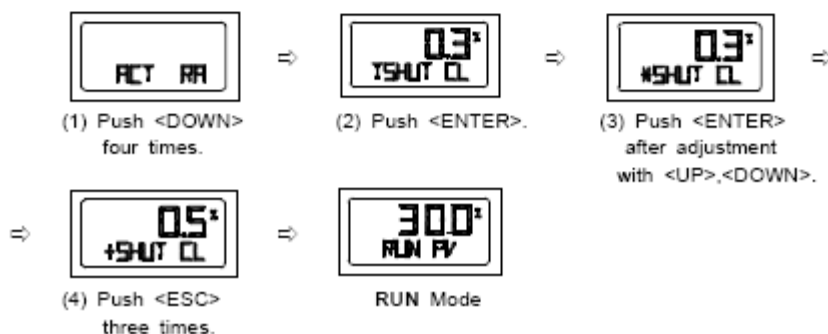 ACT RA
(1) Push <DOWN>
four times.
0.3%
YSHUT CL
(2) Push <ENTER>.
0.3%
*SHUT CL
(3) Push <ENTER>
after adjustment
with <UP>,<DOWN>.
0.5%
+SHUT CL
(4) Push <ESC>
three times.
30.0%
RUN PV
RUN Mode